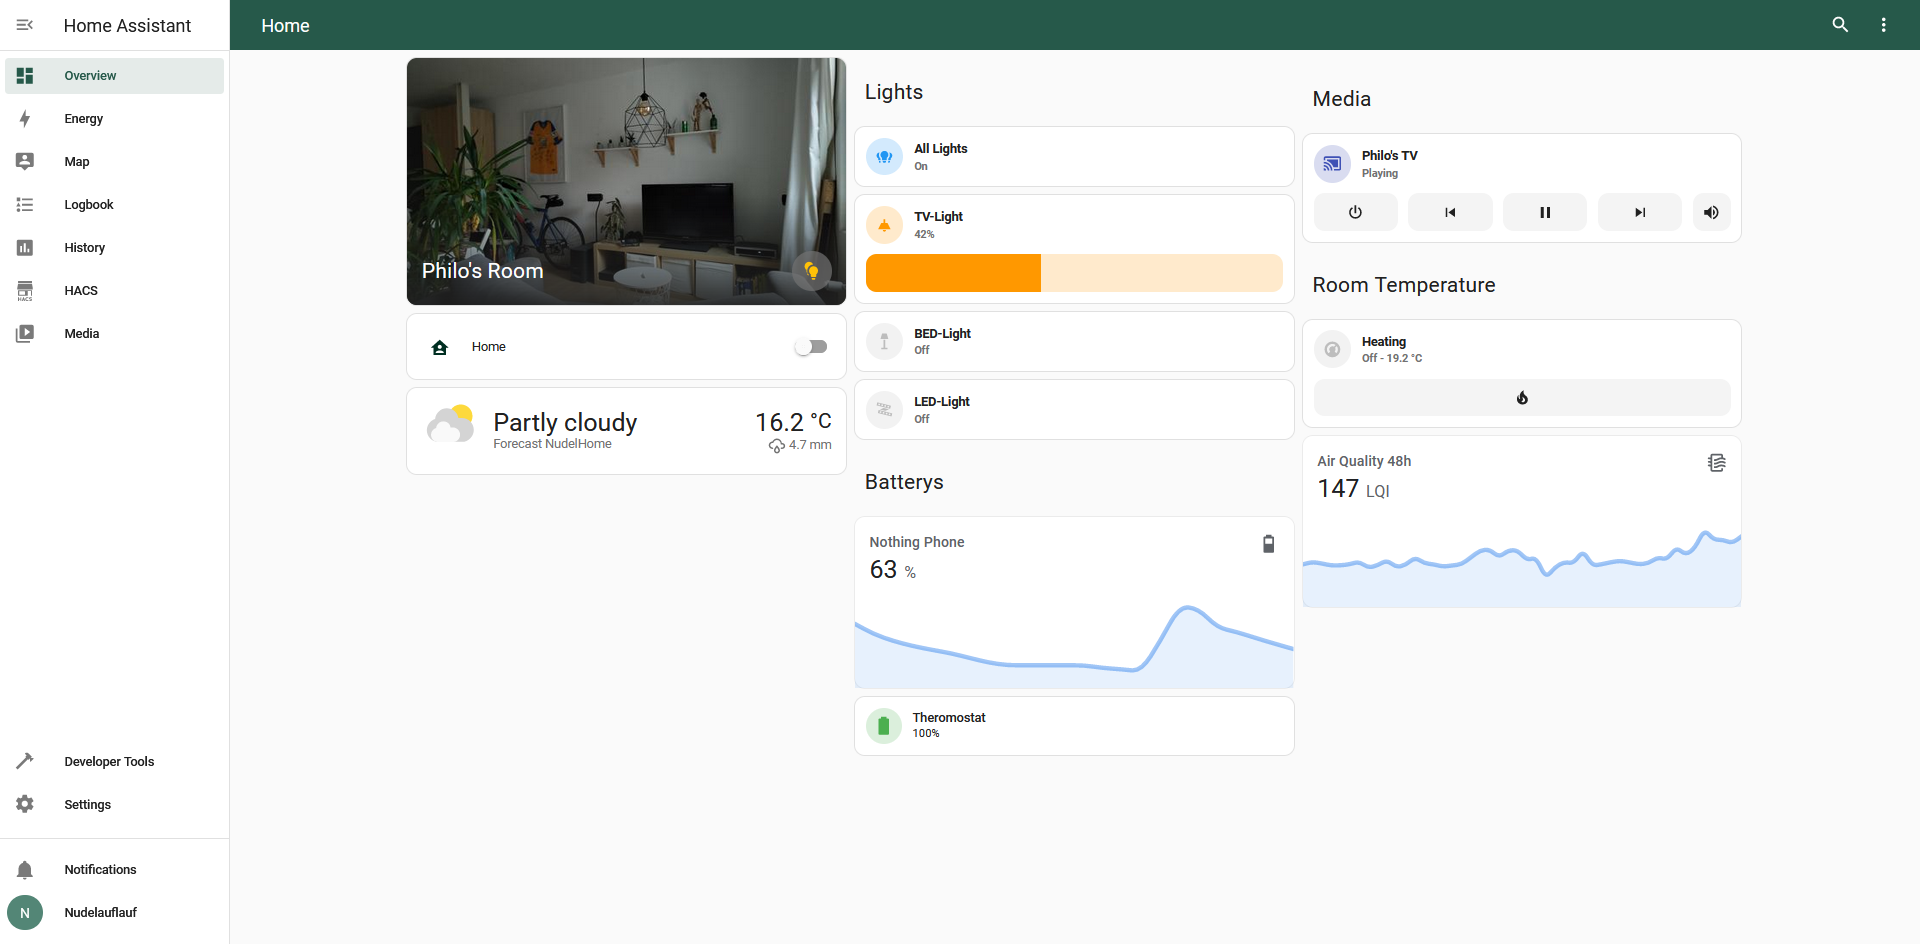 Home Assistant
Overview
Energy
Map
Logbook
History
HACS
HACS
Media
Developer Tools
Settings
Notifications
N
Nudelauflauf
Home
Philo's Room
Home
Partly cloudy
Forecast NudelHome
16.2 °C
4.7 mm
Lights
All Lights
On
TV-Light
42%
BED-Light
Off
LED-Light
Off
Batterys
Nothing Phone
63 %
Theromostat
100%
Media
Philo's TV
Playing
Room Temperature
Heating
Off - 19.2 °C
Air Quality 48h
147 LQI